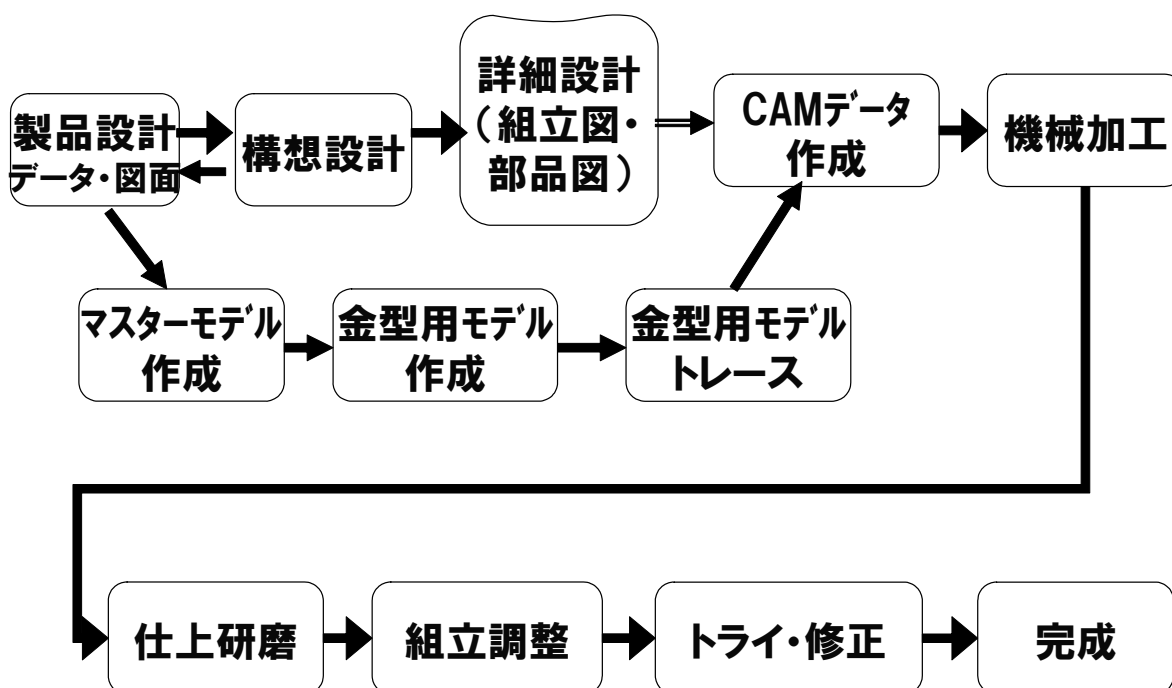 製品設計
データ・図面
構想設計
詳細設計
（組立図・
部品図）
CAMデータ
作成
機械加工
マスターモデル
作成
金型用モデル
作成
金型用モデル
トレース
仕上研磨
組立調整
トライ・修正
完成